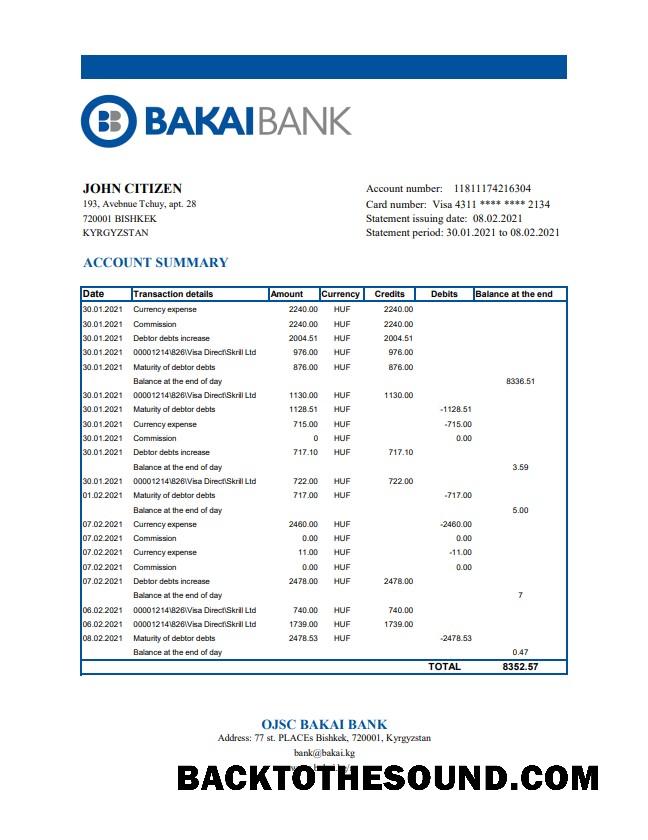 BAKAIBANK
JOHN CITIZEN
193, Avebnue Tchuy, apt. 28
720001 BISHKEK
KYRGYZSTAN
Account number: 11811174216304
Card number: Visa 4311 **** **** 2134
Statement issuing date: 08.02.2021
Statement period: 30.01.2021 to 08.02.2021
ACCOUNT SUMMARY
Date Transaction details Amount Currency Credits Debits Balance at the end
30.01.2021 Currency expense 2240.00 HUF 2240.00
30.01.2021 Commission 2240.00 HUF 2240.00
30.01.2021 Debtor debts increase 2004.51 HUF 2004.51
30.01.2021 00001214\826\Visa Direct\Skrill Ltd 976.00 HUF 976.00
30.01.2021 Maturity of debtor debts 876.00 HUF 876.00
Balance at the end of day 8336.51
30.01.2021 00001214\826\Visa Direct\Skrill Ltd 1130.00 HUF 1130.00
30.01.2021 Maturity of debtor debts 1128.51 HUF -1128.51
30.01.2021 Currency expense 715.00 HUF -715.00
30.01.2021 Commission 0 HUF 0.00
30.01.2021 Debtor debts increase 717.10 HUF 717.10
Balance at the end of day 3.59
30.01.2021 00001214\826\Visa Direct\Skrill Ltd 722.00 HUF 722.00
01.02.2021 Maturity of debtor debts 717.00 HUF -717.00
Balance at the end of day 5.00
07.02.2021 Currency expense 2460.00 HUF -2460.00
07.02.2021 Commission 0.00 HUF 0.00
07.02.2021 Currency expense 11.00 HUF -11.00
07.02.2021 Commission 0.00 HUF 0.00
07.02.2021 Debtor debts increase 2478.00 HUF 2478.00
Balance at the end of day 7
06.02.2021 00001214\826\Visa Direct\Skrill Ltd 740.00 HUF 740.00
06.02.2021 00001214\826\Visa Direct\Skrill Ltd 1739.00 HUF 1739.00
08.02.2021 Maturity of debtor debts 2478.53 HUF -2478.53
Balance at the end of day 0.47
TOTAL 8352.57
OJSC BAKAI BANK
Address: 77 st. PLACEs Bishkek, 720001, Kyrgyzstan
bank@bakai.kg
BACKTOTHESOUND.COM